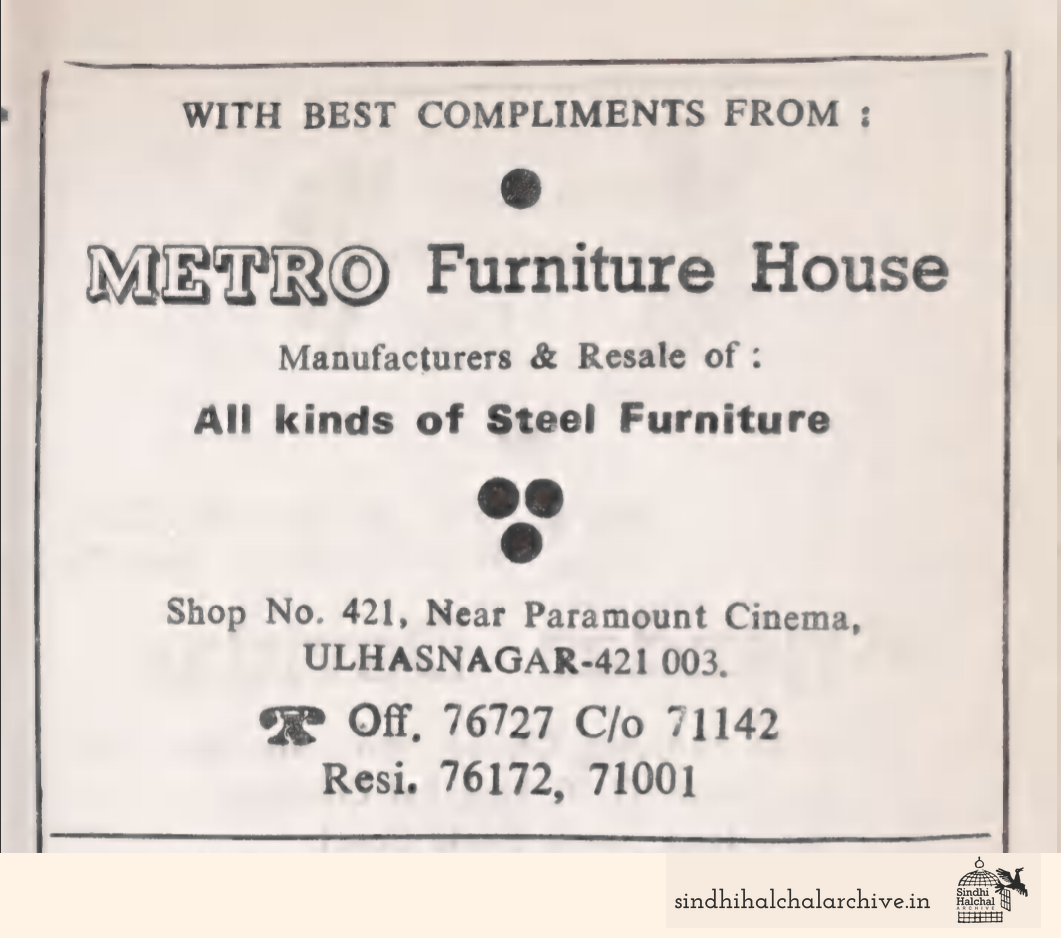 WITH BEST COMPLIMENTS FROM :
METRO Furniture House
Manufacturers & Resale of :
All kinds of Steel Furniture
Shop No. 421, Near Paramount Cinema,
ULHASNAGAR-421 003.
Off. 76727 C/o 71142
Resi. 76172, 71001
sindhihalchalarchive.in
Sindhi
Halchal
ARCHIVE